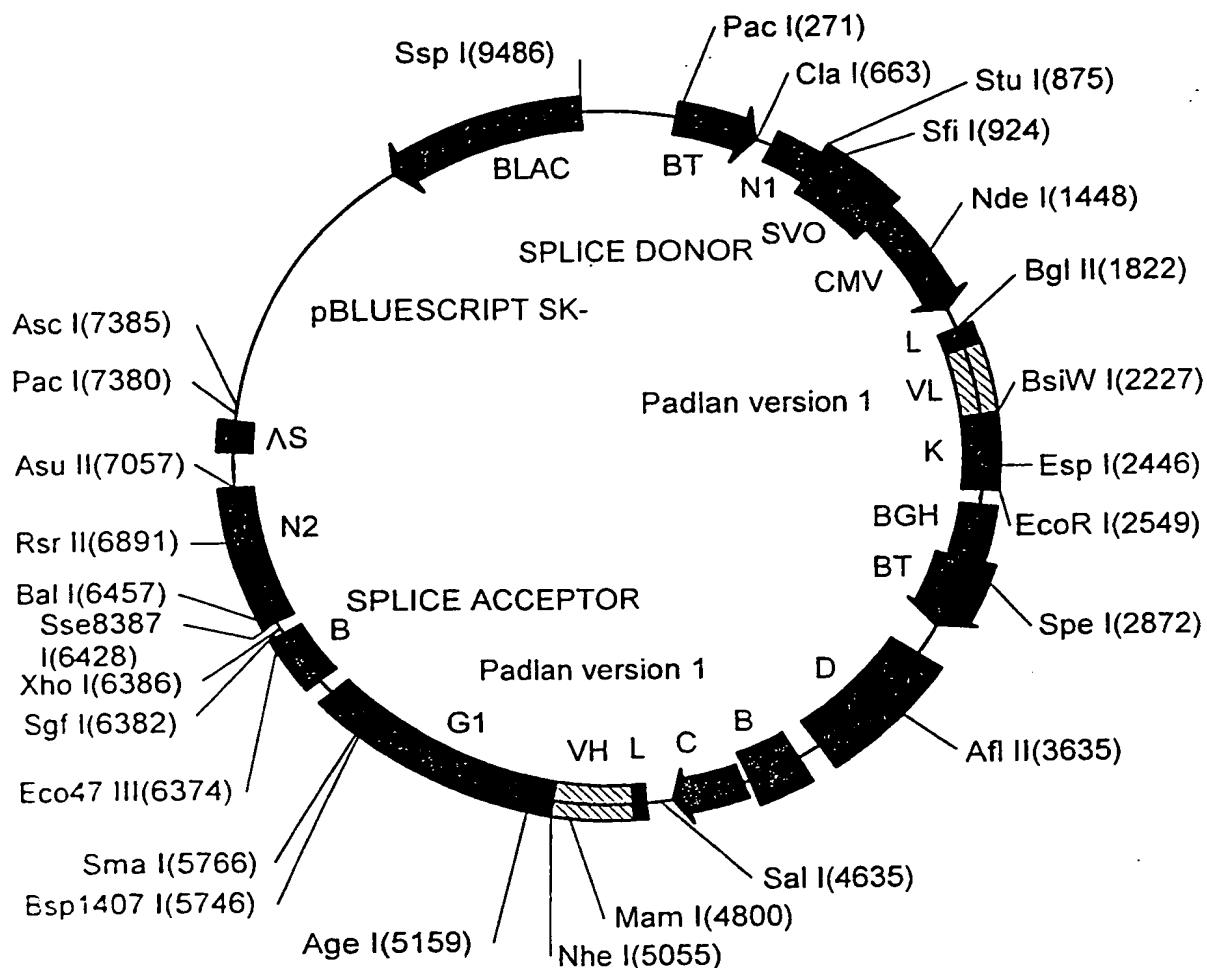 Pac I(271)
Ssp I(9486)
Cla I(663)
Stu I(875)
Sfi I(924)
BLAC
BT
N1
Nde I(1448)
SVO
SPLICE DONOR
CMV
Bgl II(1822)
pBLUESCRIPT SK-
Asc I(7385)
L
Pac I(7380)
VL
BsiW I(2227)
Padlan version 1
ΛS
K
Esp I(2446)
Asu II(7057)
BGH
EcoR I(2549)
N2
Rsr II(6891)
BT
Bal I(6457)
SPLICE ACCEPTOR
Sse8387
I(6428)
B
Spe I(2872)
Xho I(6386)
Padlan version 1
D
Sgf I(6382)
G1
VH
L
C
B
Afl II(3635)
Eco47 III(6374)
Sma I(5766)
Sal I(4635)
Bsp1407 I(5746)
Mam I(4800)
Age I(5159)
Nhe I(5055)